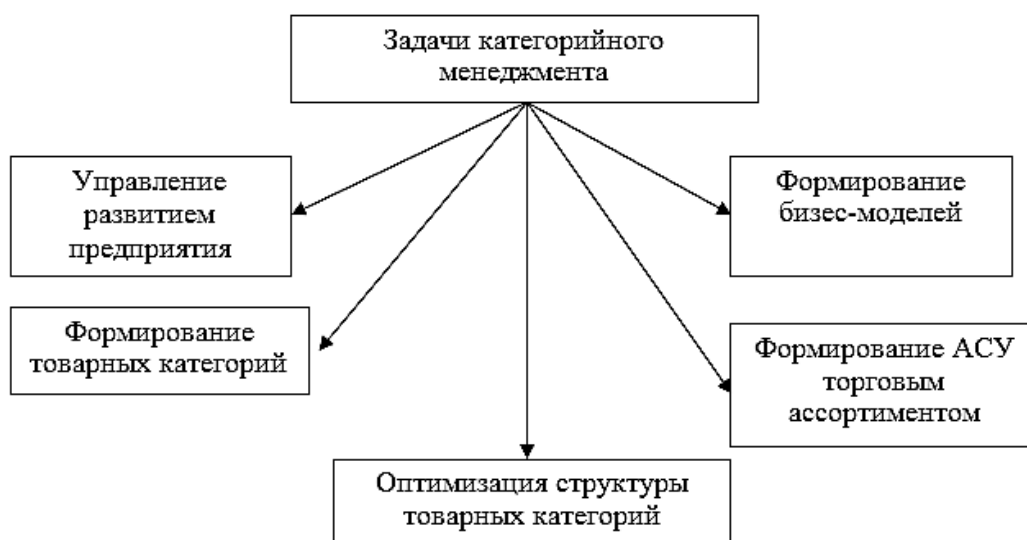 Задачи категорийного
менеджмента
Управление
развитием
предприятия
Формирование
бизес-моделей
Формирование
товарных категорий
Формирование АСУ
торговым
ассортиментом
Оптимизация структуры
товарных категорий